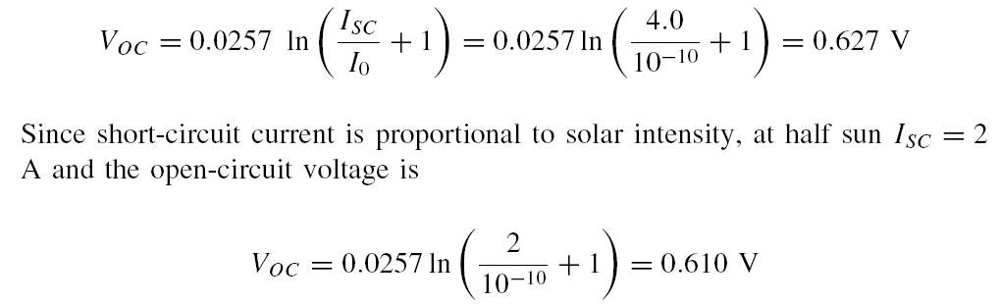 V_{OC} = 0.0257 \ln \left( \frac{I_{SC}}{I_0} + 1 \right) = 0.0257 \ln \left( \frac{4.0}{10^{-10}} + 1 \right) = 0.627 V
Since short-circuit current is proportional to solar intensity, at half sun I_{SC} = 2
A and the open-circuit voltage is
V_{OC} = 0.0257 \ln \left( \frac{2}{10^{-10}} + 1 \right) = 0.610 V